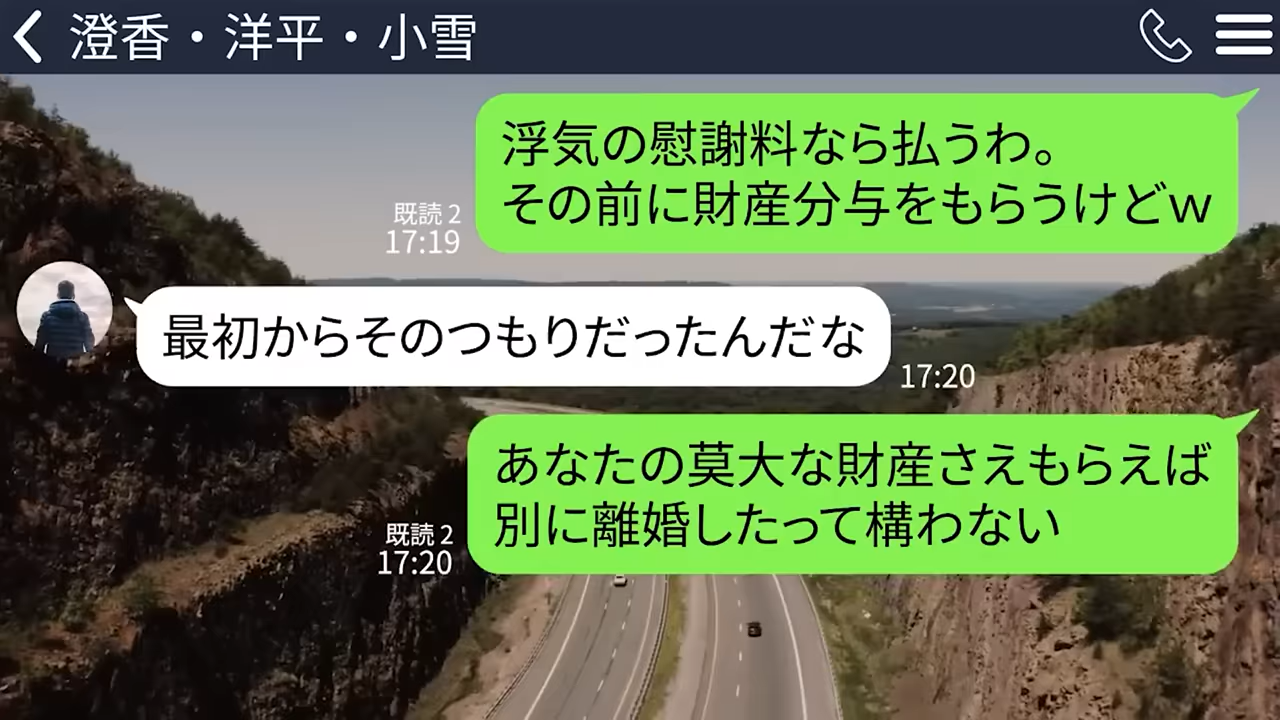 澄香・洋平・小雪
浮気の慰謝料なら払うわ。
その前に財産分与をもらうけどｗ
既読 2
17:19
最初からそのつもりだったんだな
17:20
あなたの莫大な財産さえもらえば
別に離婚したって構わない
既読 2
17:20